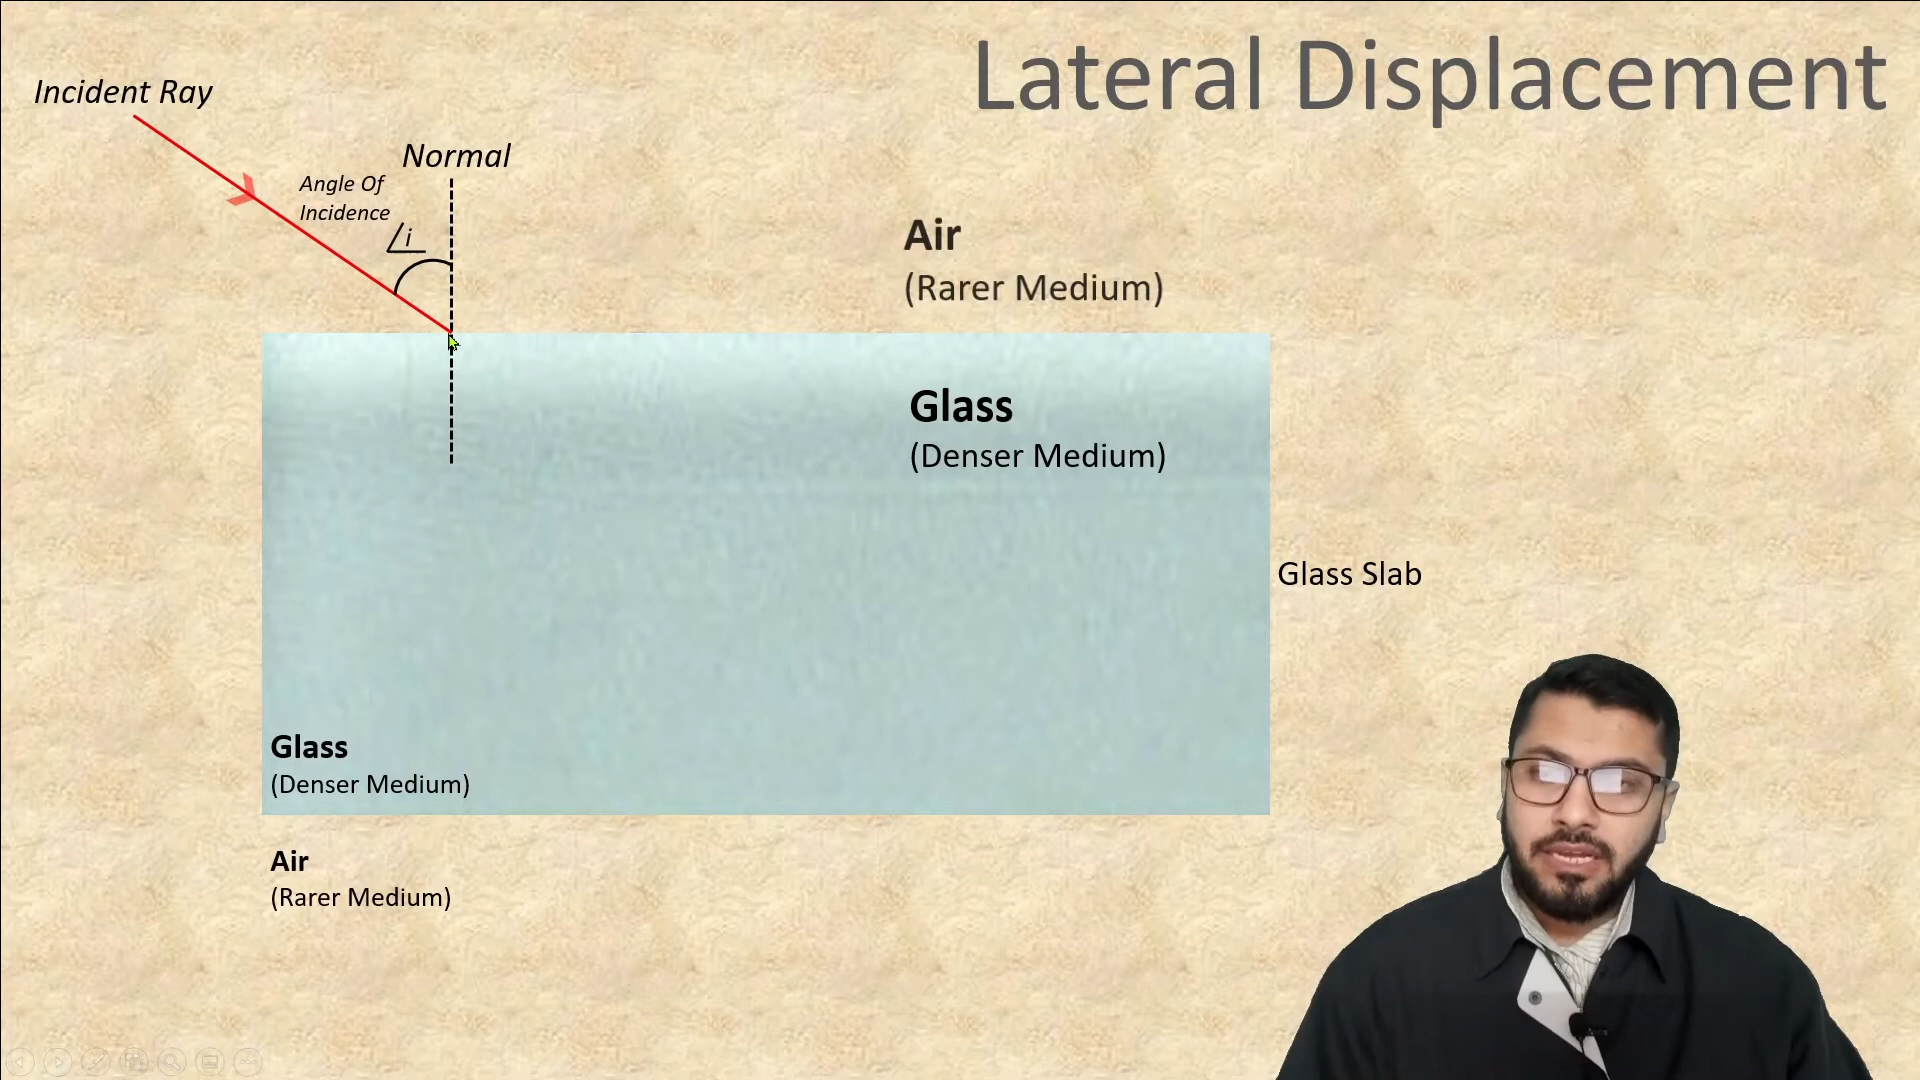 Lateral Displacement
Incident Ray
Normal
Angle Of
Incidence
∠i
Air
(Rarer Medium)
Glass
(Denser Medium)
Glass Slab
Glass
(Denser Medium)
Air
(Rarer Medium)